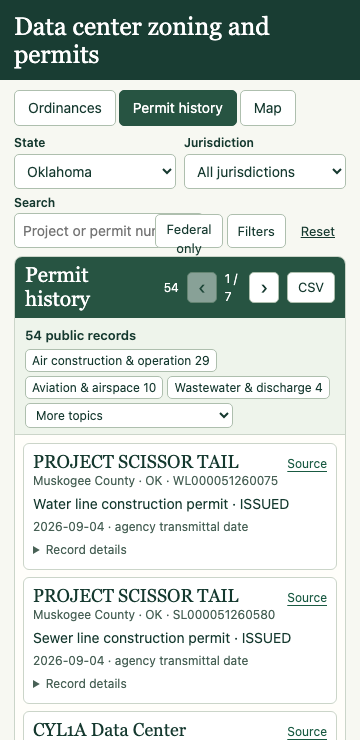 Data center zoning and
permits
Ordinances
Permit history
Map
State
Jurisdiction
Oklahoma
All jurisdictions
Search
Project or permit nu
Federal
only
Filters
Reset
Permit
history
54
‹
1 /
7
›
CSV
54 public records
Air construction & operation 29
Aviation & airspace 10
Wastewater & discharge 4
More topics
PROJECT SCISSOR TAIL
Source
Muskogee County · OK · WL000051260075
Water line construction permit · ISSUED
2026-09-04 · agency transmittal date
Record details
PROJECT SCISSOR TAIL
Source
Muskogee County · OK · SL000051260580
Sewer line construction permit · ISSUED
2026-09-04 · agency transmittal date
Record details
CYL1A Data Center
Source